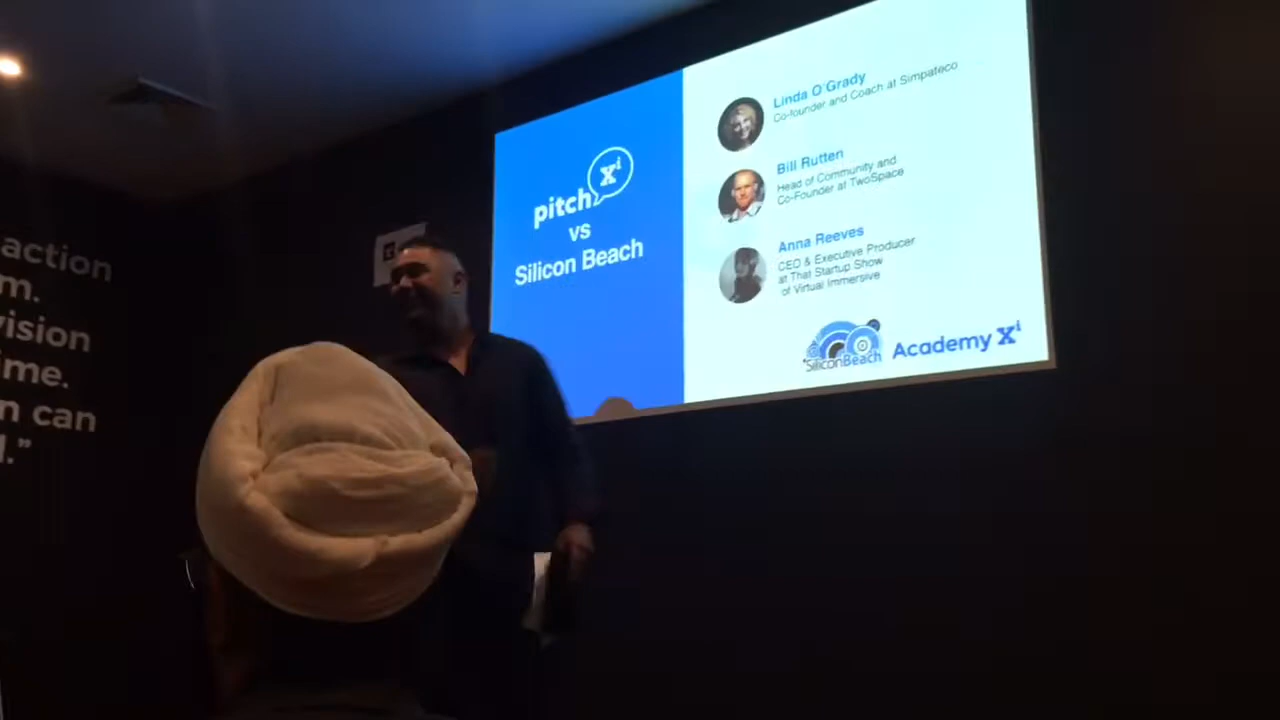 action
m.
vision
ime.
n can
l.”
pitch Xi
vs
Silicon Beach
Linda O'Grady
Co-founder and Coach at Simpateco
Bill Rutten
Head of Community and
Co-Founder at TwoSpace
Anna Reeves
CEO & Executive Producer
at That Startup Show
of Virtual Immersive
SiliconBeach
Academy Xi